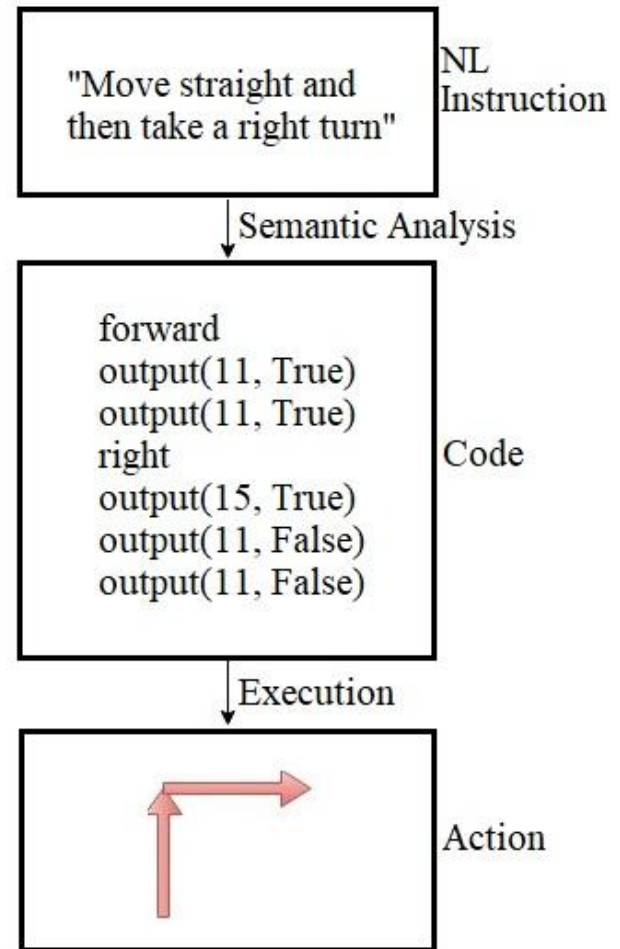 "Move straight and
then take a right turn"
NL
Instruction
Semantic Analysis
forward
output(11, True)
output(11, True)
right
output(15, True)
output(11, False)
output(11, False)
Code
Execution
Action